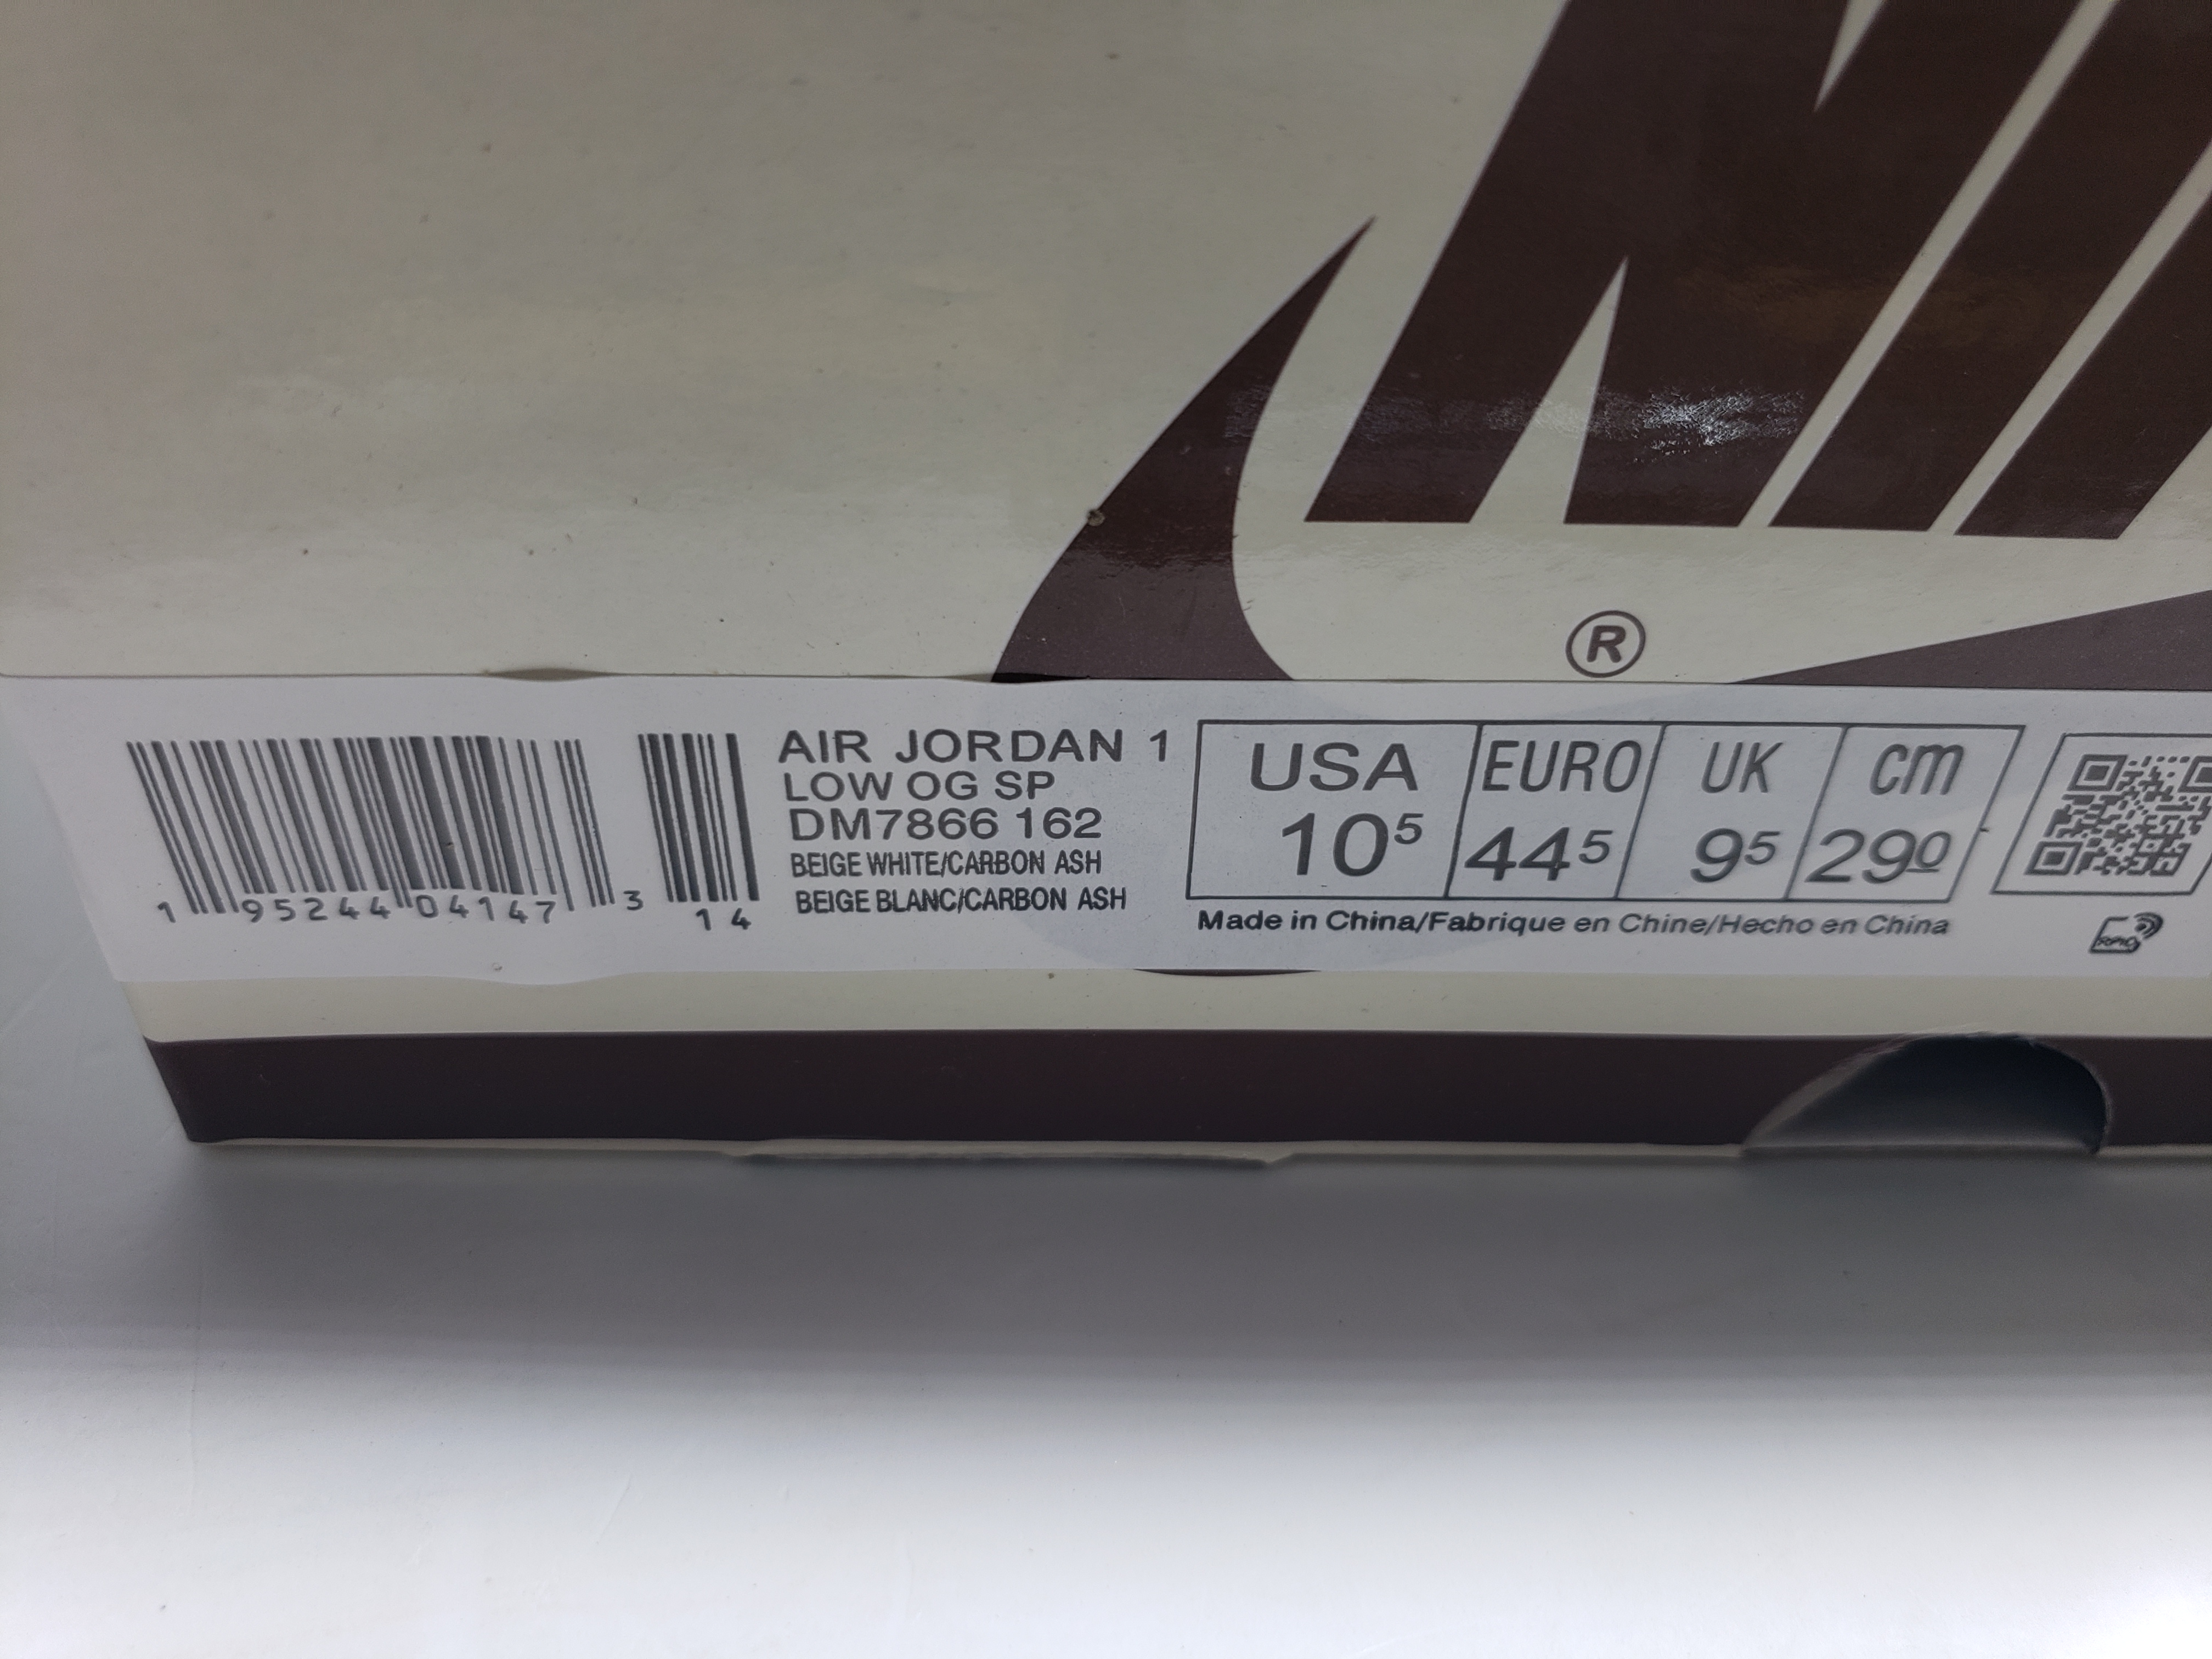 NI
®
AIR JORDAN 1
LOW OG SP
DM7866 162
BEIGE WHITE/CARBON ASH
BEIGE BLANC/CARBON ASH
1 95244 04147 3 14
USA EURO UK cm
10⁵ 44⁵ 9⁵ 29⁰
Made in China/Fabrique en Chine/Hecho en China
RFID